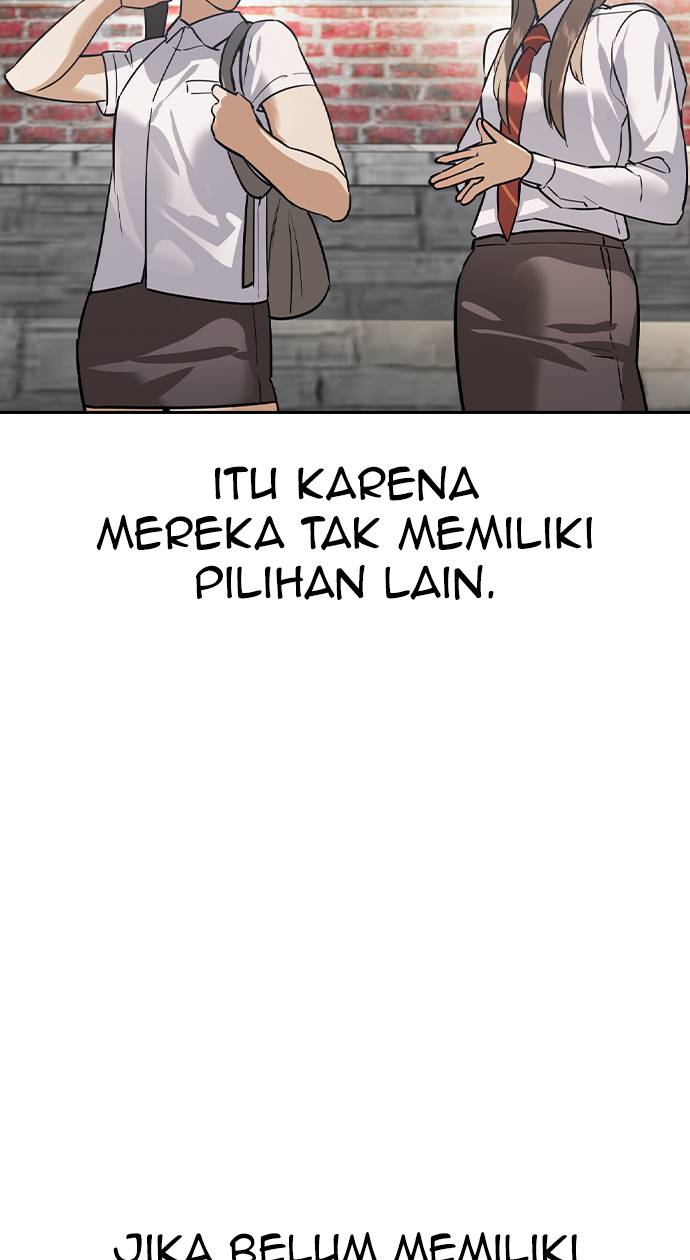 ITU KARENA
MEREKA TAK MEMILIKI
PILIHAN LAIN.
JIKA BELUM MEMILIKI